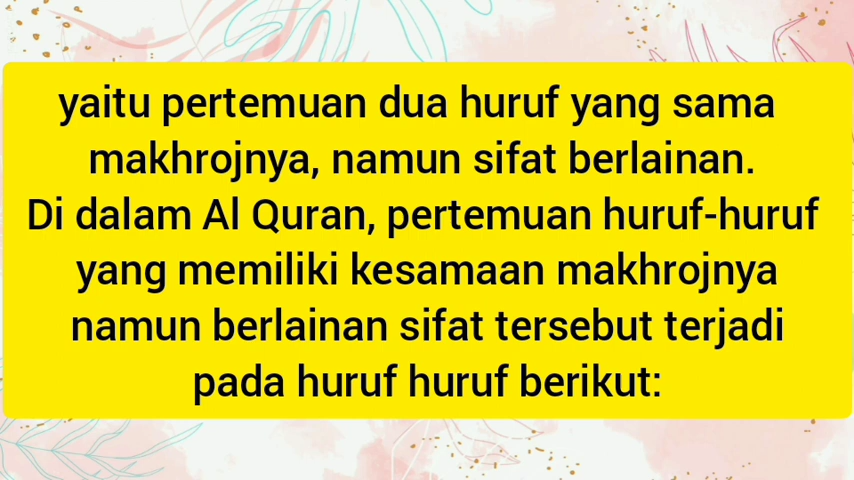 yaitu pertemuan dua huruf yang sama
makhrojnya, namun sifat berlainan.
Di dalam Al Quran, pertemuan huruf-huruf
yang memiliki kesamaan makhrojnya
namun berlainan sifat tersebut terjadi
pada huruf huruf berikut: